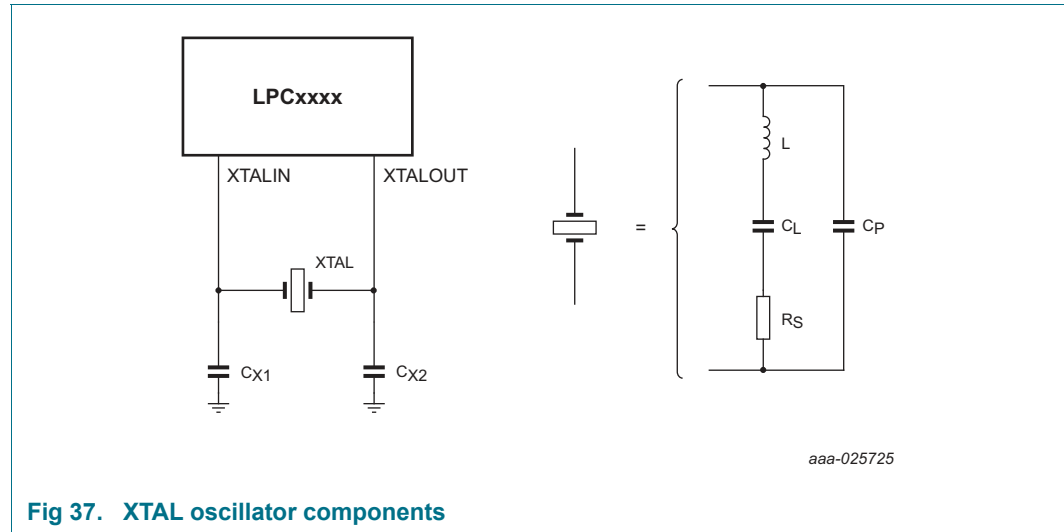 LPCxxxx
XTALIN
XTALOUT
XTAL
CX1
CX2
=
L
CL
CP
RS
aaa-025725
Fig 37. XTAL oscillator components